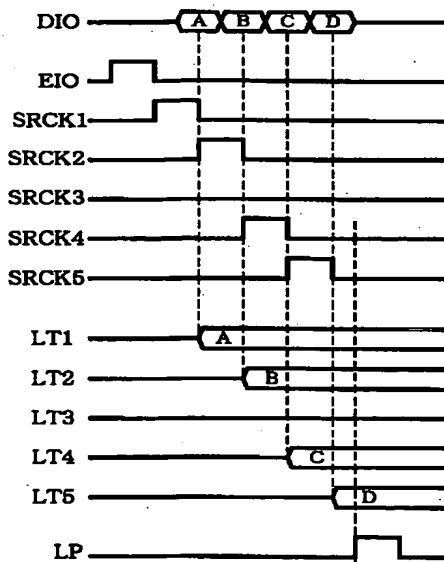 DIO A B C D
EIO
SRCK1
SRCK2
SRCK3
SRCK4
SRCK5
LT1 A
LT2 B
LT3
LT4 C
LT5 D
LP